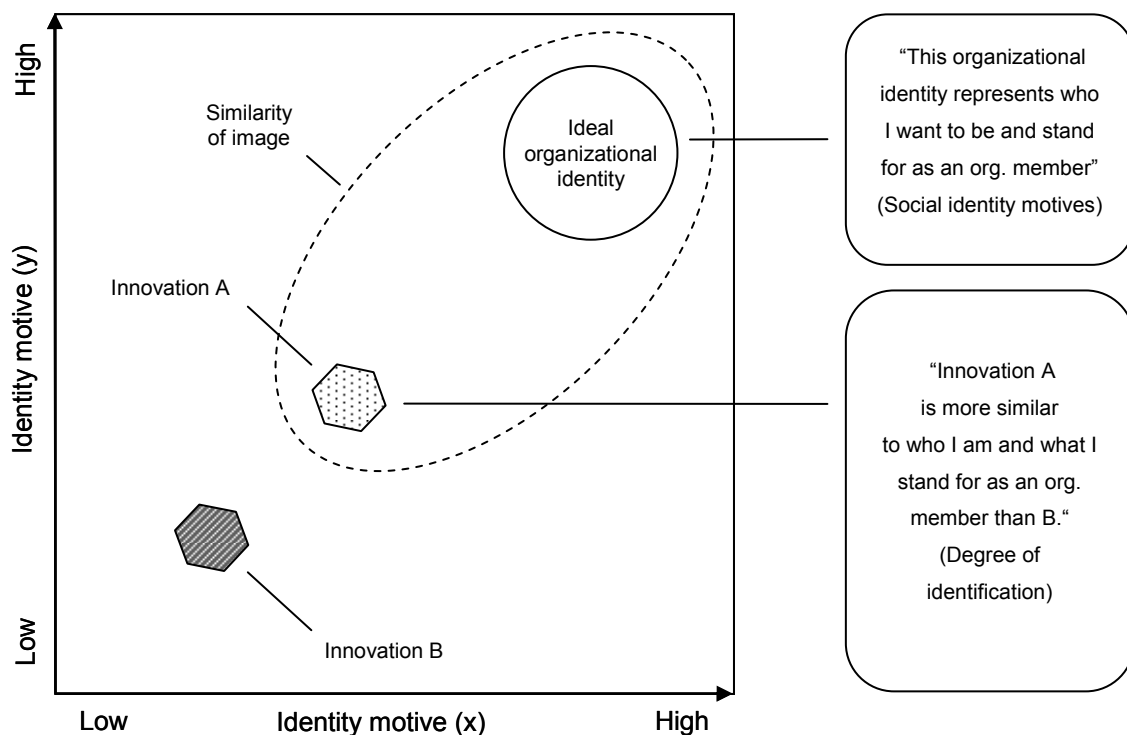 High
Identity motive (y)
Low
Similarity
of image
Ideal
organizational
identity
Innovation A
Innovation B
Low
Identity motive (x)
High
“This organizational
identity represents who
I want to be and stand
for as an org. member”
(Social identity motives)
“Innovation A
is more similar
to who I am and what I
stand for as an org.
member than B.“
(Degree of
identification)